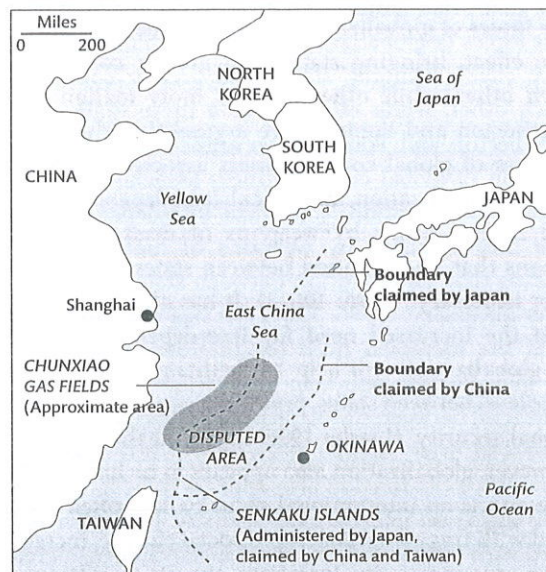 Miles
0 200
NORTH
KOREA
Sea of
Japan
SOUTH
KOREA
CHINA
Yellow
Sea
JAPAN
Boundary
claimed by Japan
Shanghai
East China
Sea
Boundary
claimed by China
CHUNXIAO
GAS FIELDS
(Approximate area)
DISPUTED
AREA
OKINAWA
Pacific
Ocean
TAIWAN
SENKAKU ISLANDS
(Administered by Japan,
claimed by China and Taiwan)